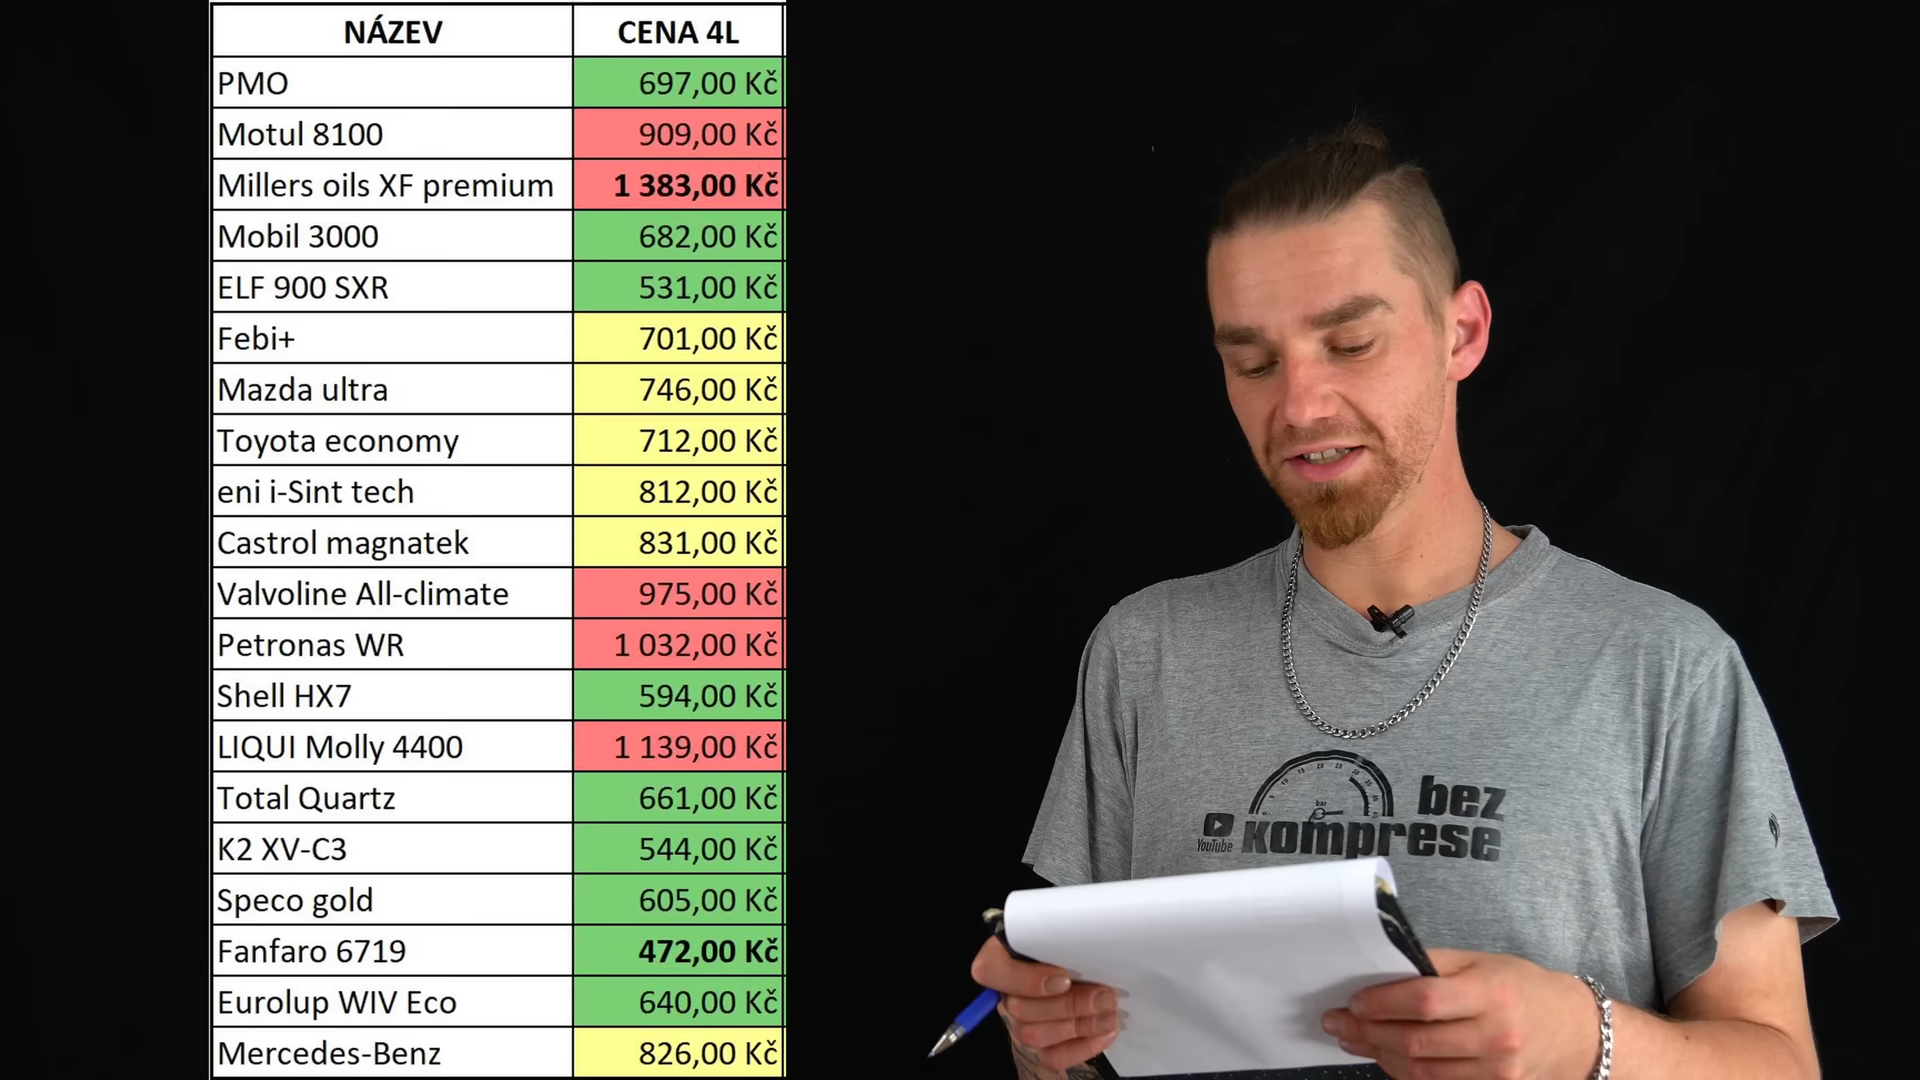 NÁZEV CENA 4L
PMO 697,00 Kč
Motul 8100 909,00 Kč
Millers oils XF premium 1 383,00 Kč
Mobil 3000 682,00 Kč
ELF 900 SXR 531,00 Kč
Febi+ 701,00 Kč
Mazda ultra 746,00 Kč
Toyota economy 712,00 Kč
eni i-Sint tech 812,00 Kč
Castrol magnatek 831,00 Kč
Valvoline All-climate 975,00 Kč
Petronas WR 1 032,00 Kč
Shell HX7 594,00 Kč
LIQUI Molly 4400 1 139,00 Kč
Total Quartz 661,00 Kč
K2 XV-C3 544,00 Kč
Speco gold 605,00 Kč
Fanfaro 6719 472,00 Kč
Eurolup WIV Eco 640,00 Kč
Mercedes-Benz 826,00 Kč
bar
bez
YouTube komprese